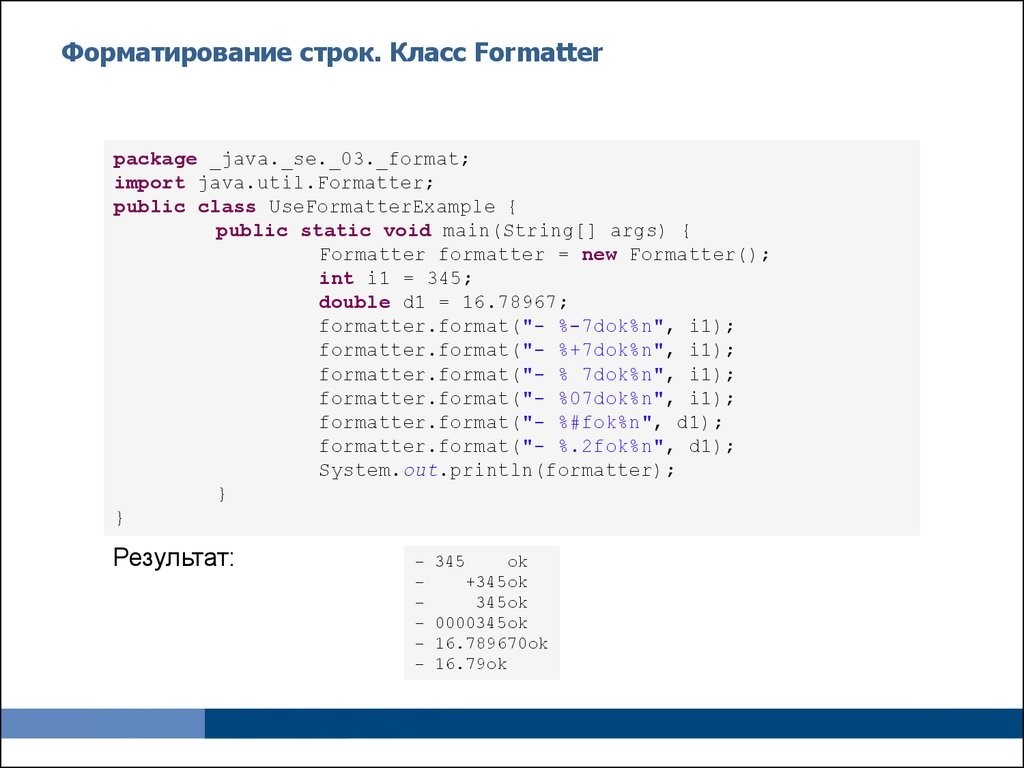 Форматирование строк. Класс Formatter
package _java._se._03._format;
import java.util.Formatter;
public class UseFormatterExample {
public static void main(String[] args) {
Formatter formatter = new Formatter();
int i1 = 345;
double d1 = 16.78967;
formatter.format("- %-7dok%n", i1);
formatter.format("- %+7dok%n", i1);
formatter.format("- % 7dok%n", i1);
formatter.format("- %07dok%n", i1);
formatter.format("- %#fok%n", d1);
formatter.format("- %.2fok%n", d1);
System.out.println(formatter);
}
}
Результат:
- 345    ok
-    +345ok
-     345ok
- 0000345ok
- 16.789670ok
- 16.79ok